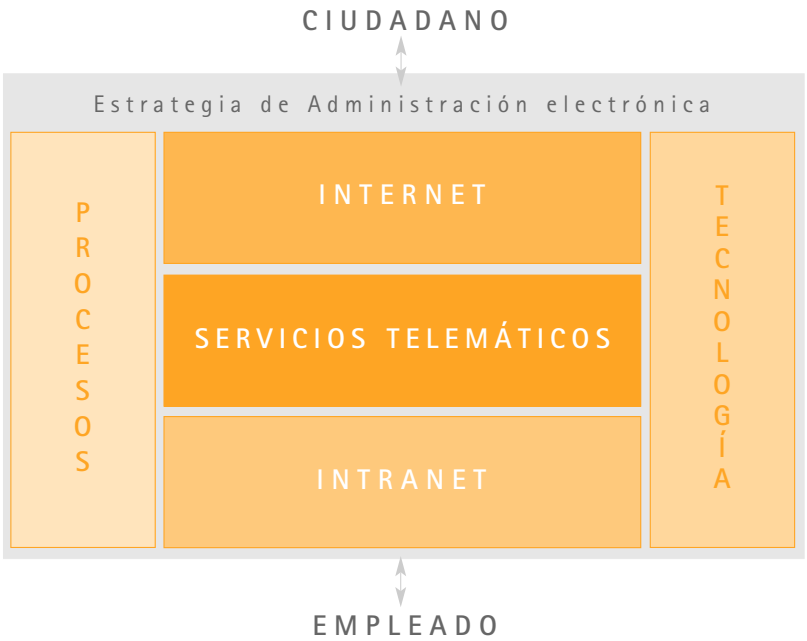 CIUDADANO
Estrategia de Administración electrónica
PROCESOS
INTERNET
SERVICIOS TELEMÁTICOS
INTRANET
TECNOLOGÍA
EMPLEADO